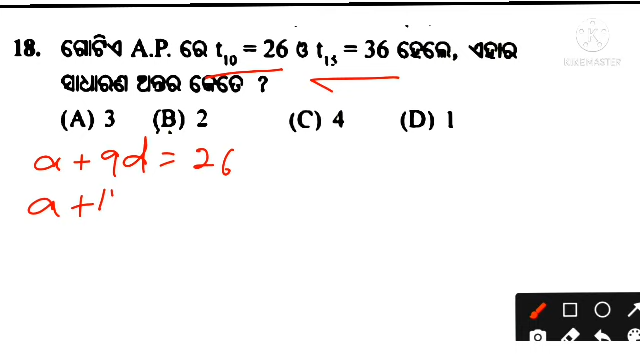 KINEMASTER
18. ଗୋଟିଏ A.P. ରେ t₁₀ = 26 ଓ t₁₅ = 36 ହେଲେ, ଏହାର
ସାଧାରଣ ଅନ୍ତର କେତେ ?
(A) 3 (B) 2 (C) 4 (D) 1
a + 9d = 26
a + 1